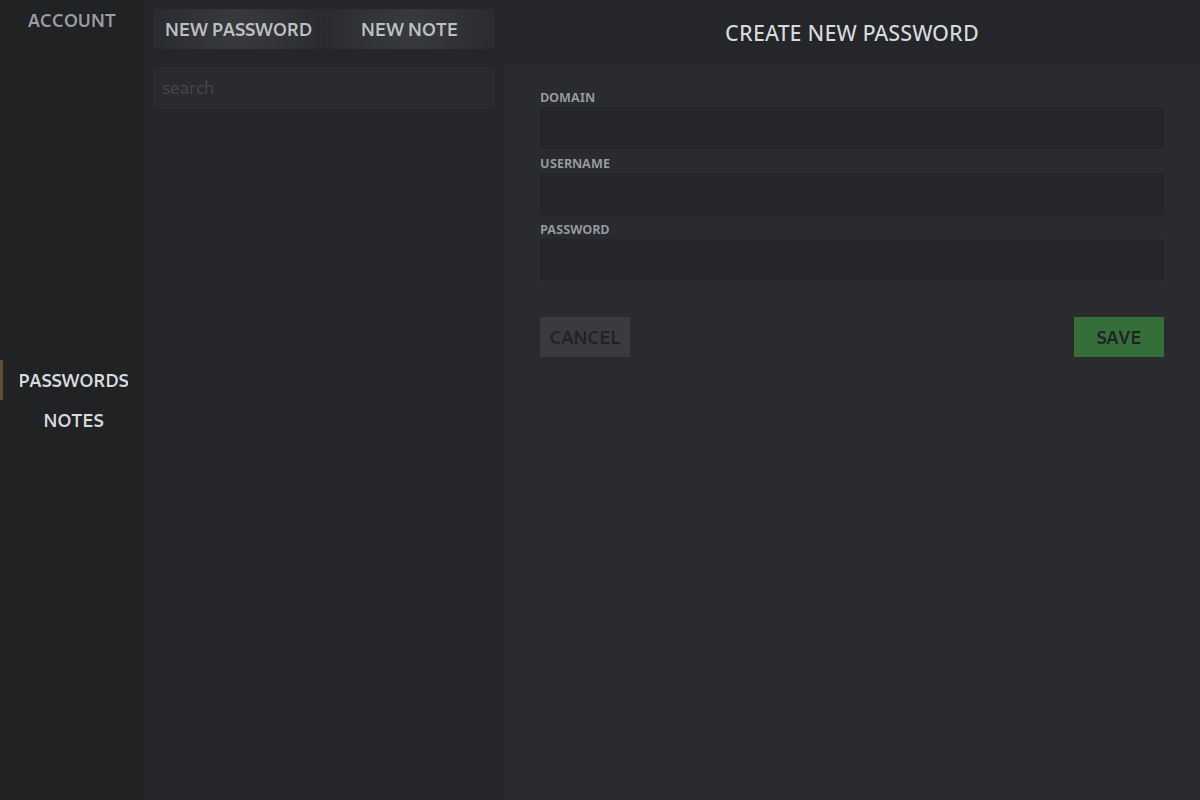 ACCOUNT
PASSWORDS
NOTES
NEW PASSWORD
NEW NOTE
search
CREATE NEW PASSWORD
DOMAIN
USERNAME
PASSWORD
CANCEL
SAVE